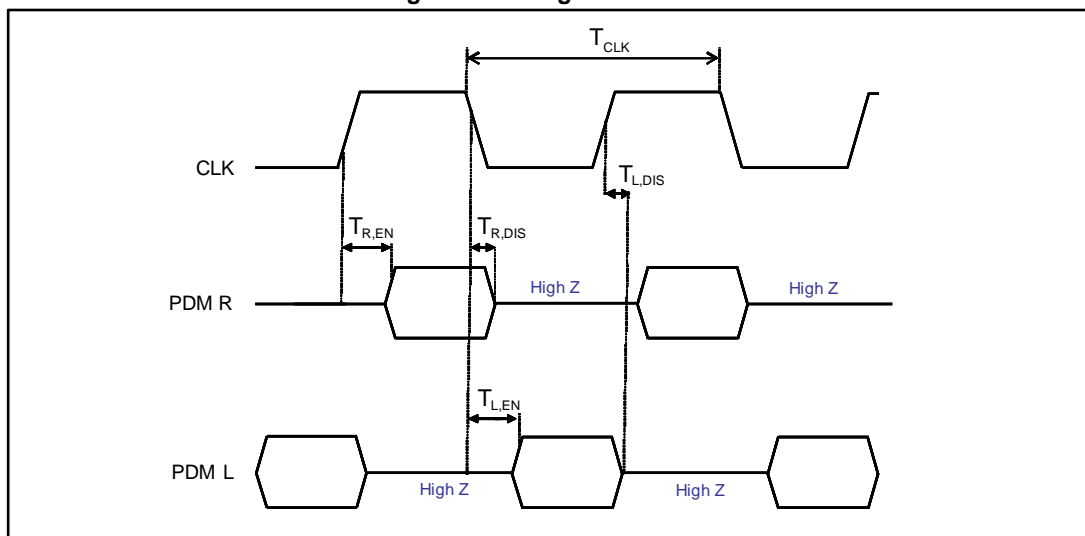 T_CLK
CLK
T_L,DIS
T_R,EN
T_R,DIS
PDM R
High Z
High Z
T_L,EN
PDM L
High Z
High Z